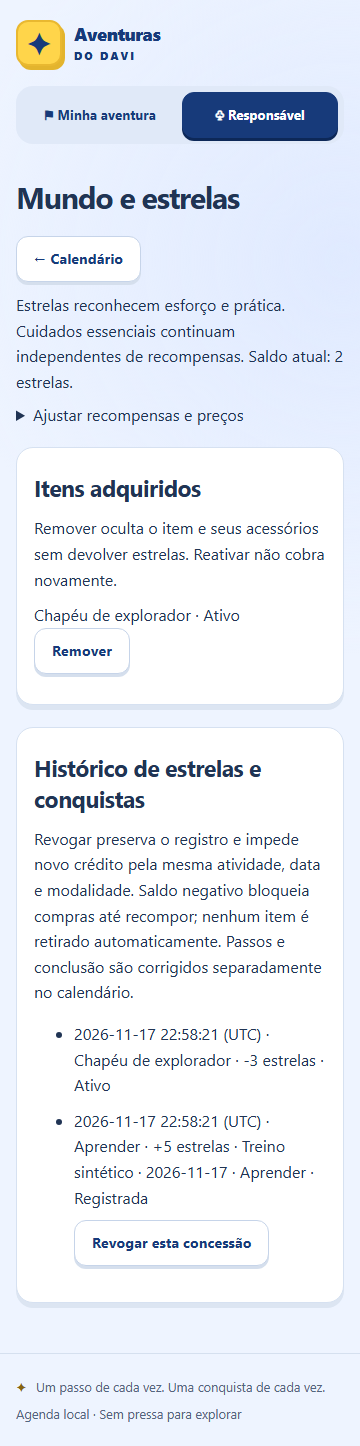 Aventuras
DO DAVI
⚑ Minha aventura
♧ Responsável
Mundo e estrelas
← Calendário
Estrelas reconhecem esforço e prática.
Cuidados essenciais continuam
independentes de recompensas. Saldo atual: 2
estrelas.
▶ Ajustar recompensas e preços
Itens adquiridos
Remover oculta o item e seus acessórios
sem devolver estrelas. Reativar não cobra
novamente.
Chapéu de explorador · Ativo
Remover
Histórico de estrelas e
conquistas
Revogar preserva o registro e impede
novo crédito pela mesma atividade, data
e modalidade. Saldo negativo bloqueia
compras até recompor; nenhum item é
retirado automaticamente. Passos e
conclusão são corrigidos separadamente
no calendário.
• 2026-11-17 22:58:21 (UTC) ·
Chapéu de explorador · -3 estrelas ·
Ativo
• 2026-11-17 22:58:21 (UTC) ·
Aprender · +5 estrelas · Treino
sintético · 2026-11-17 · Aprender ·
Registrada
Revogar esta concessão
✦ Um passo de cada vez. Uma conquista de cada vez.
Agenda local · Sem pressa para explorar